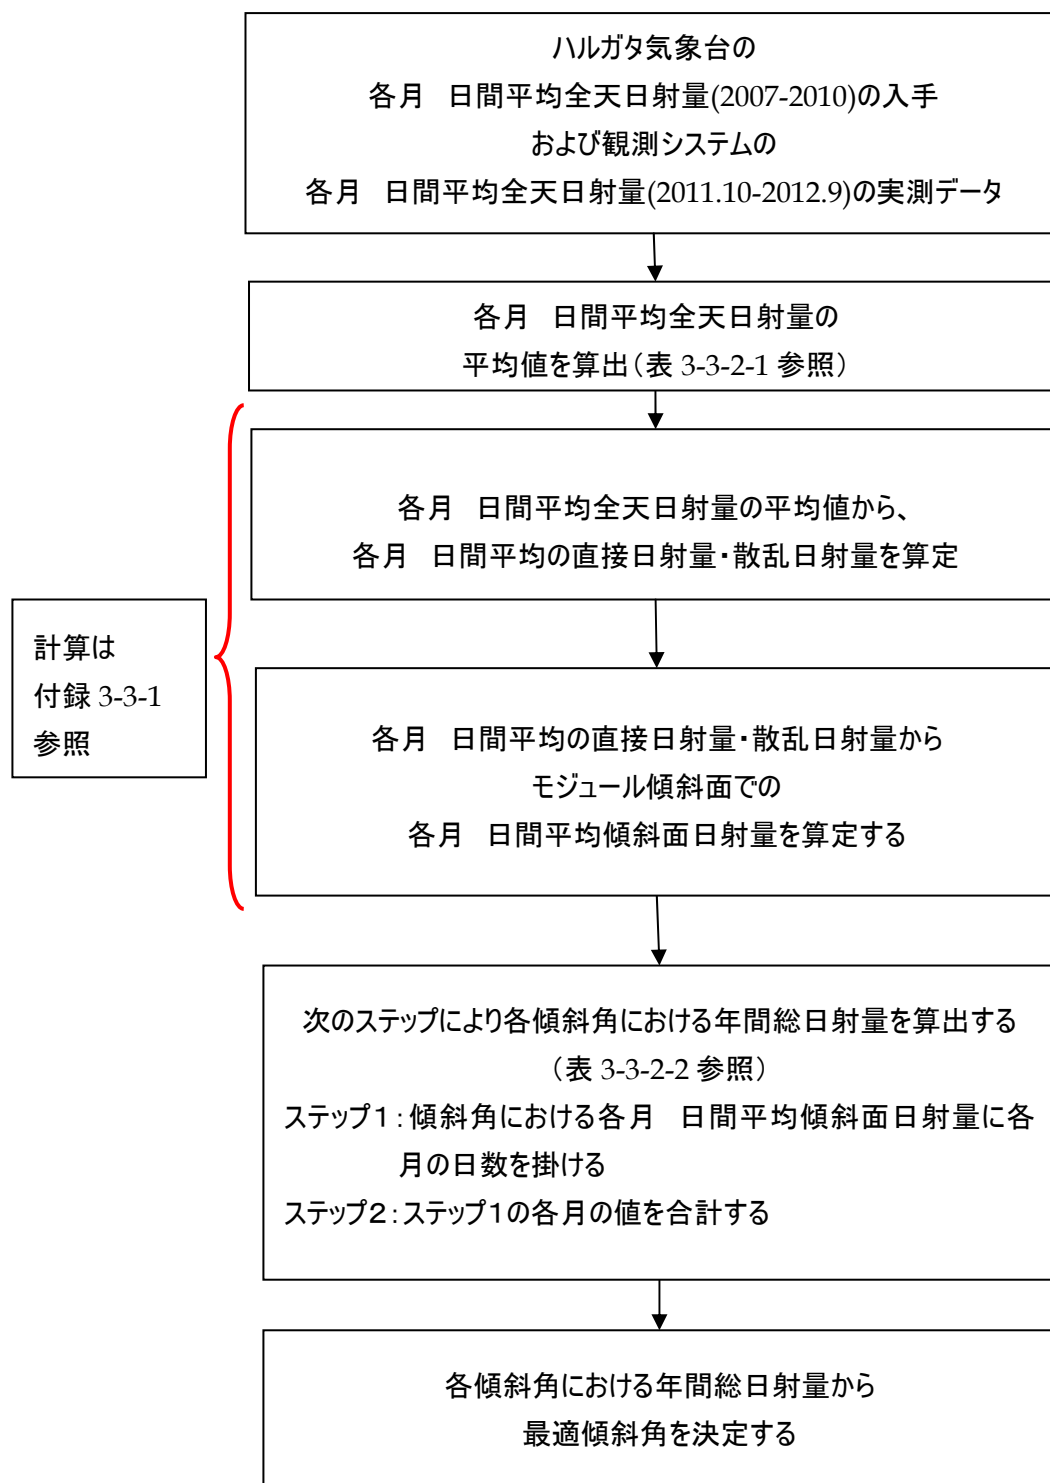 ハルガタ気象台の
各月　日間平均全天日射量(2007-2010)の入手
および観測システムの
各月　日間平均全天日射量(2011.10-2012.9)の実測データ
各月　日間平均全天日射量の
平均値を算出（表 3-3-2-1 参照）
各月　日間平均全天日射量の平均値から、
各月　日間平均の直接日射量・散乱日射量を算定
計算は
付録 3-3-1
参照
各月　日間平均の直接日射量・散乱日射量から
モジュール傾斜面での
各月　日間平均傾斜面日射量を算定する
次のステップにより各傾斜角における年間総日射量を算出する
（表 3-3-2-2 参照）
ステップ１：傾斜角における各月　日間平均傾斜面日射量に各
月の日数を掛ける
ステップ２：ステップ１の各月の値を合計する
各傾斜角における年間総日射量から
最適傾斜角を決定する